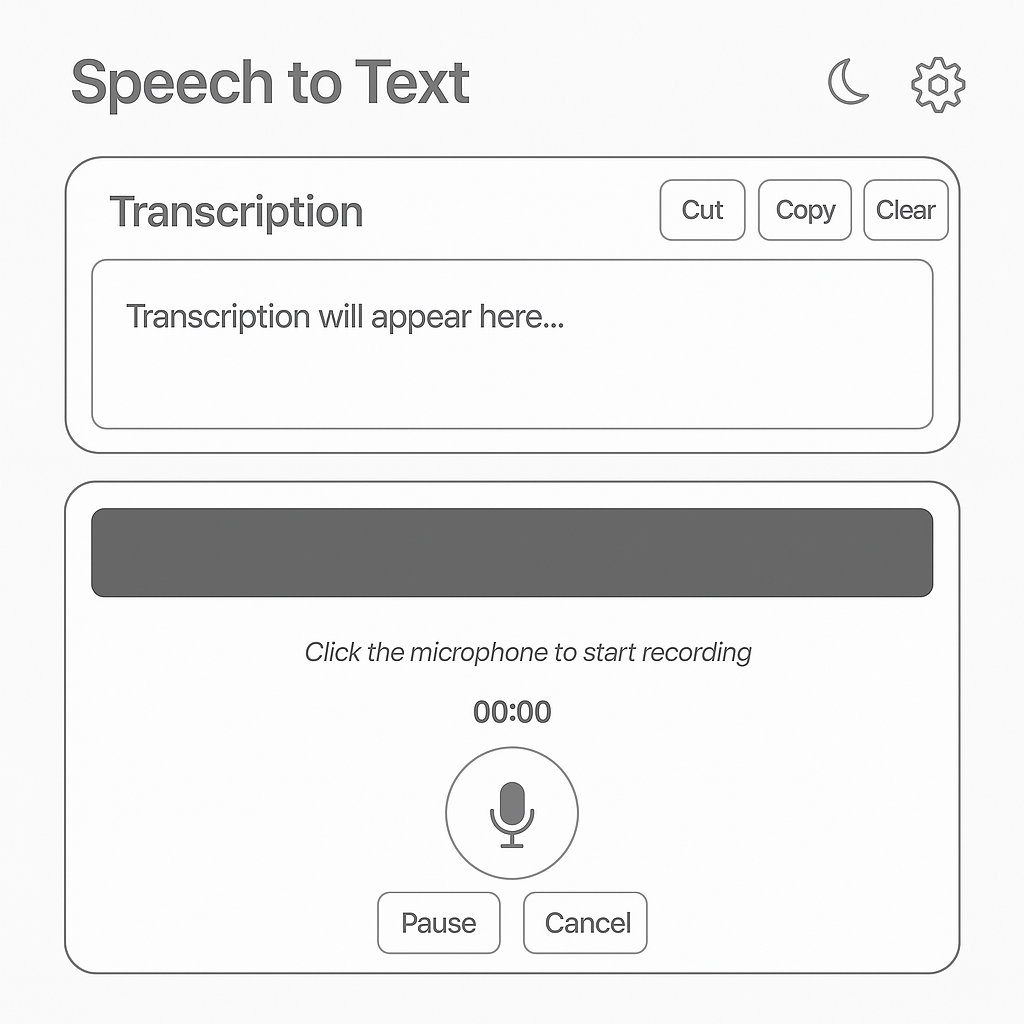 Speech to Text
Transcription
Cut
Copy
Clear
Transcription will appear here...
Click the microphone to start recording
00:00
Pause
Cancel